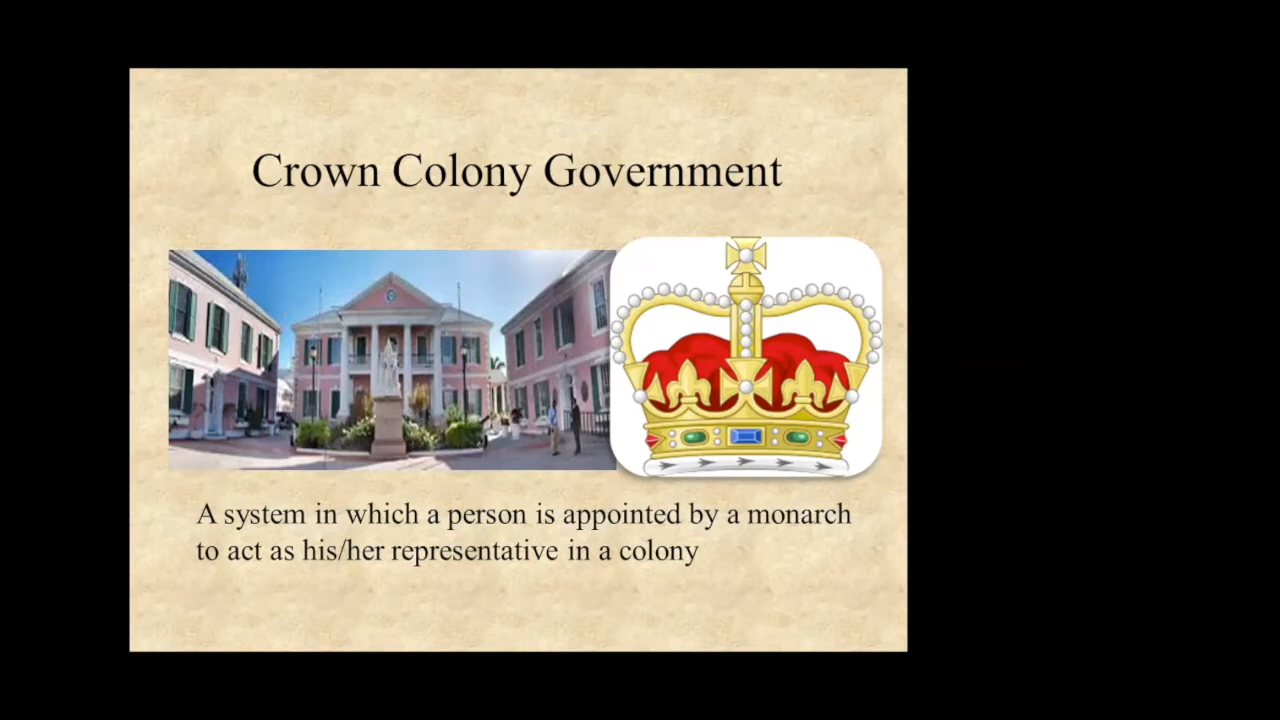 Crown Colony Government
A system in which a person is appointed by a monarch
to act as his/her representative in a colony